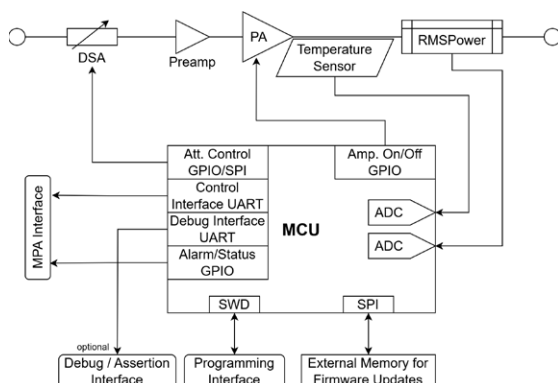 DSA
Preamp
PA
Temperature
Sensor
RMSPower
Att. Control
GPIO/SPI
Control
Interface UART
Debug Interface
UART
Alarm/Status
GPIO
Amp. On/Off
GPIO
MCU
ADC
ADC
MPA Interface
SWD
SPI
optional
Debug / Assertion
Interface
Programming
Interface
External Memory for
Firmware Updates